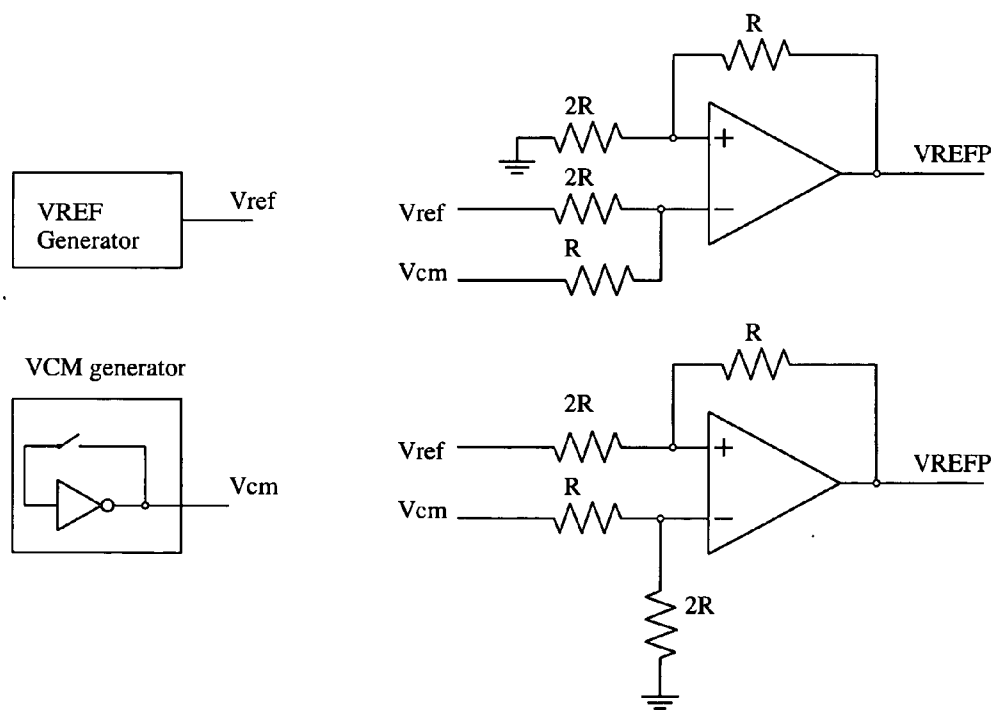 R
2R
+
VREFP
2R
Vref
−
R
Vcm
VREF
Generator
Vref
VCM generator
Vcm
R
2R
Vref
+
VREFP
R
Vcm
−
2R